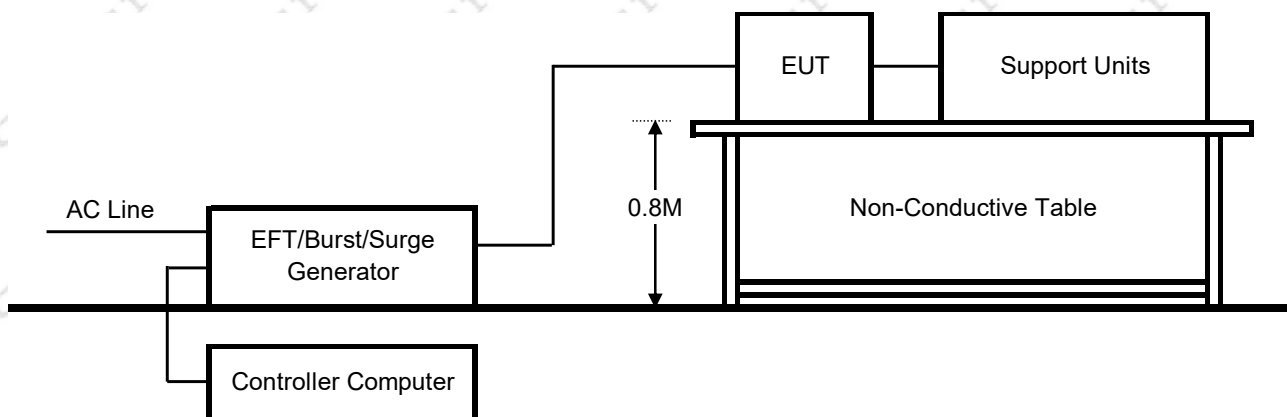 EUT
Support Units
0.8M
Non-Conductive Table
AC Line
EFT/Burst/Surge
Generator
Controller Computer